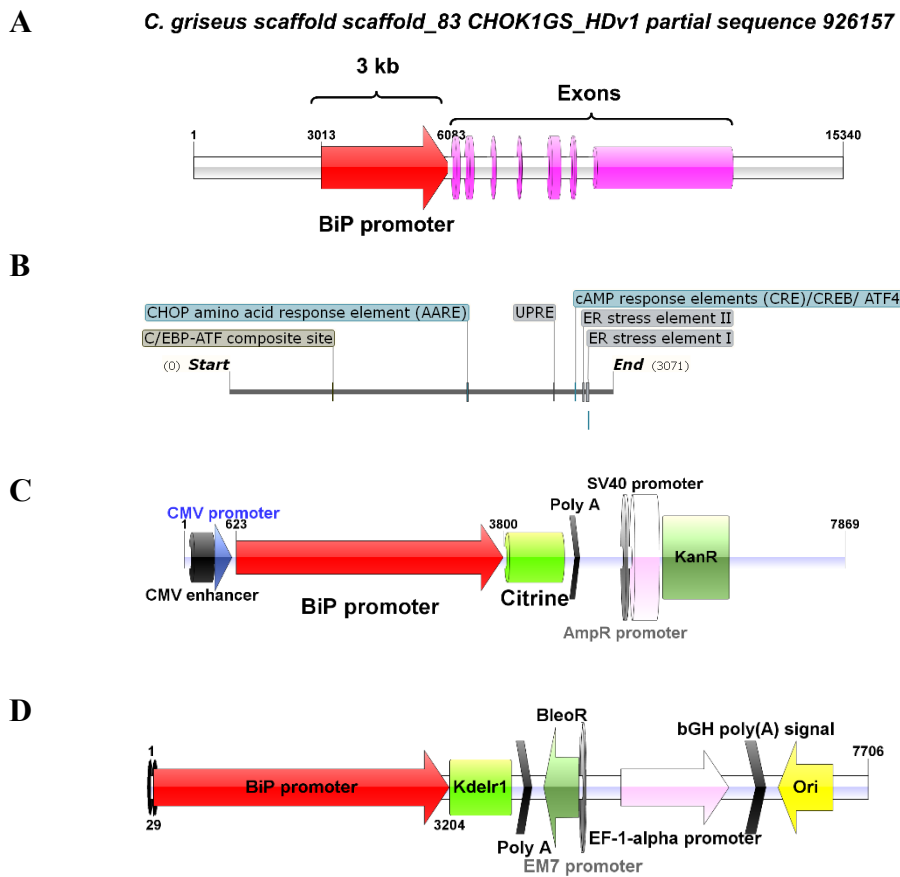 A
C. griseus scaffold scaffold_83 CHOK1GS_HDv1 partial sequence 926157
3 kb
Exons
1
3013
6083
15340
BiP promoter
B
cAMP response elements (CRE)/CREB/ ATF4
CHOP amino acid response element (AARE)
UPRE
ER stress element II
C/EBP-ATF composite site
ER stress element I
(0) Start
End (3071)
C
SV40 promoter
Poly A
CMV promoter
1
623
3800
7869
KanR
CMV enhancer
BiP promoter
Citrine
AmpR promoter
D
BleoR
bGH poly(A) signal
1
7706
BiP promoter
Kdelr1
Ori
29
3204
EF-1-alpha promoter
Poly A
EM7 promoter